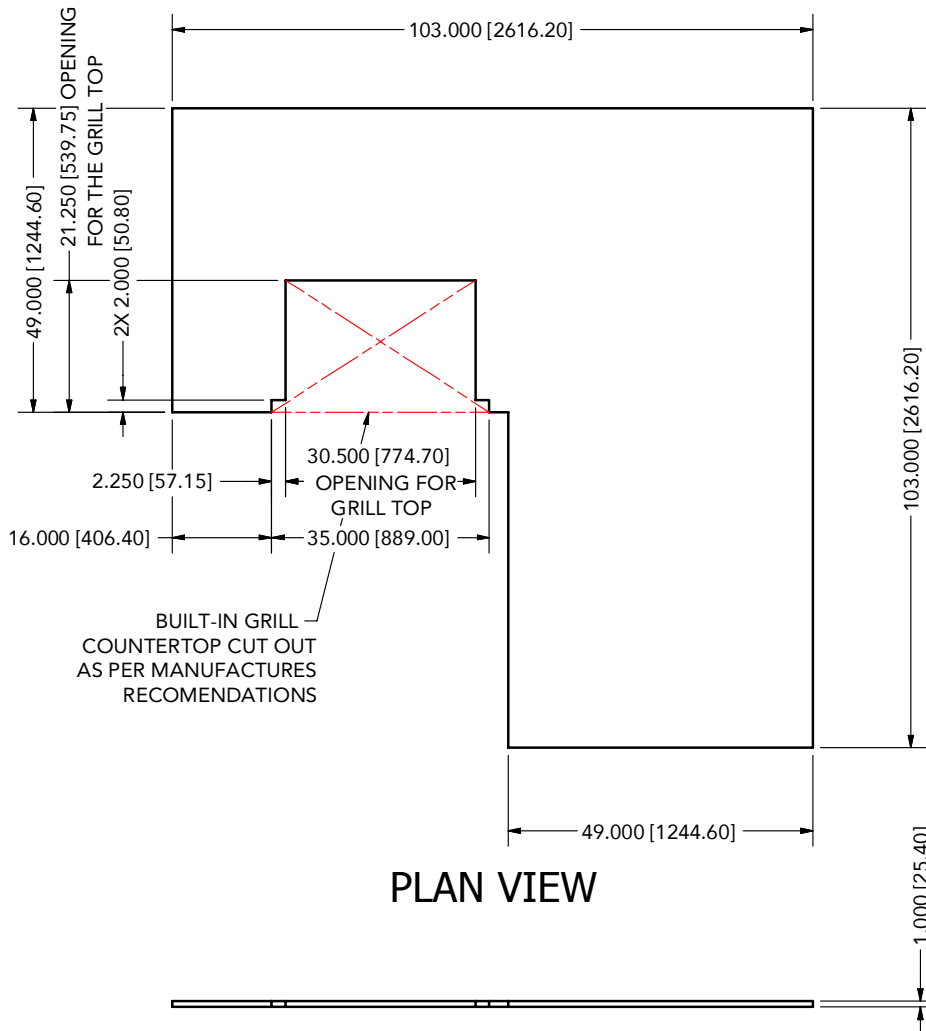 103.000 [2616.20]
21.250 [539.75] OPENING
FOR THE GRILL TOP
49.000 [1244.60]
2X 2.000 [50.80]
103.000 [2616.20]
30.500 [774.70]
OPENING FOR
GRILL TOP
2.250 [57.15]
16.000 [406.40]
35.000 [889.00]
BUILT-IN GRILL
COUNTERTOP CUT OUT
AS PER MANUFACTURES
RECOMENDATIONS
49.000 [1244.60]
PLAN VIEW
1.000 [25.40]